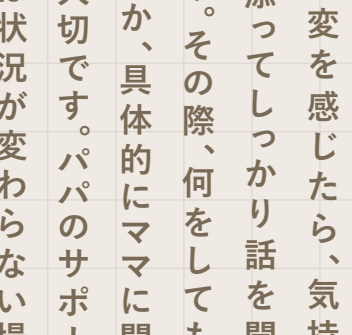 変を感じたら、気
ってしっかり話を
。その際、何をして
か、具体的にママに
切です。パパのサポ
状況が変わらない